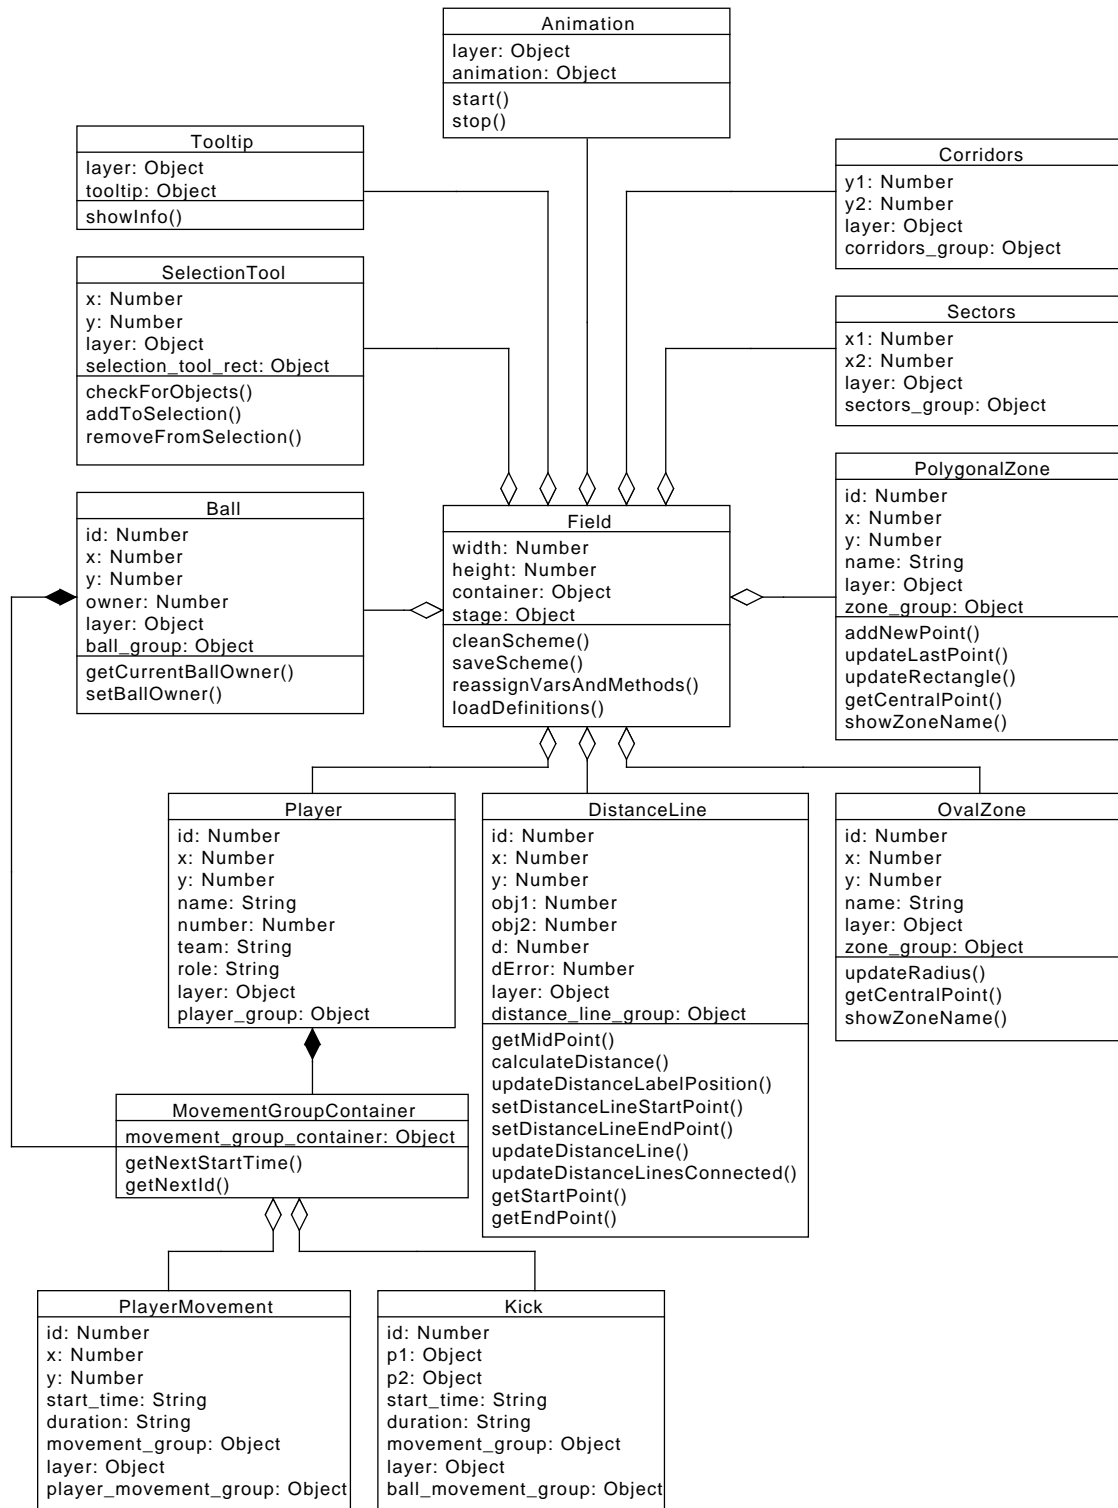 Animation
layer: Object
animation: Object
start()
stop()
Tooltip
layer: Object
tooltip: Object
showInfo()
Corridors
y1: Number
y2: Number
layer: Object
corridors_group: Object
SelectionTool
x: Number
y: Number
layer: Object
selection_tool_rect: Object
checkForObjects()
addToSelection()
removeFromSelection()
Sectors
x1: Number
x2: Number
layer: Object
sectors_group: Object
Ball
id: Number
x: Number
y: Number
owner: Number
layer: Object
ball_group: Object
getCurrentBallOwner()
setBallOwner()
Field
width: Number
height: Number
container: Object
stage: Object
cleanScheme()
saveScheme()
reassignVarsAndMethods()
loadDefinitions()
PolygonalZone
id: Number
x: Number
y: Number
name: String
layer: Object
zone_group: Object
addNewPoint()
updateLastPoint()
updateRectangle()
getCentralPoint()
showZoneName()
Player
id: Number
x: Number
y: Number
name: String
number: Number
team: String
role: String
layer: Object
player_group: Object
DistanceLine
id: Number
x: Number
y: Number
obj1: Number
obj2: Number
d: Number
dError: Number
layer: Object
distance_line_group: Object
getMidPoint()
calculateDistance()
updateDistanceLabelPosition()
setDistanceLineStartPoint()
setDistanceLineEndPoint()
updateDistanceLine()
updateDistanceLinesConnected()
getStartPoint()
getEndPoint()
OvalZone
id: Number
x: Number
y: Number
name: String
layer: Object
zone_group: Object
updateRadius()
getCentralPoint()
showZoneName()
MovementGroupContainer
movement_group_container: Object
getNextStartTime()
getNextId()
PlayerMovement
id: Number
x: Number
y: Number
start_time: String
duration: String
movement_group: Object
layer: Object
player_movement_group: Object
Kick
id: Number
p1: Object
p2: Object
start_time: String
duration: String
movement_group: Object
layer: Object
ball_movement_group: Object